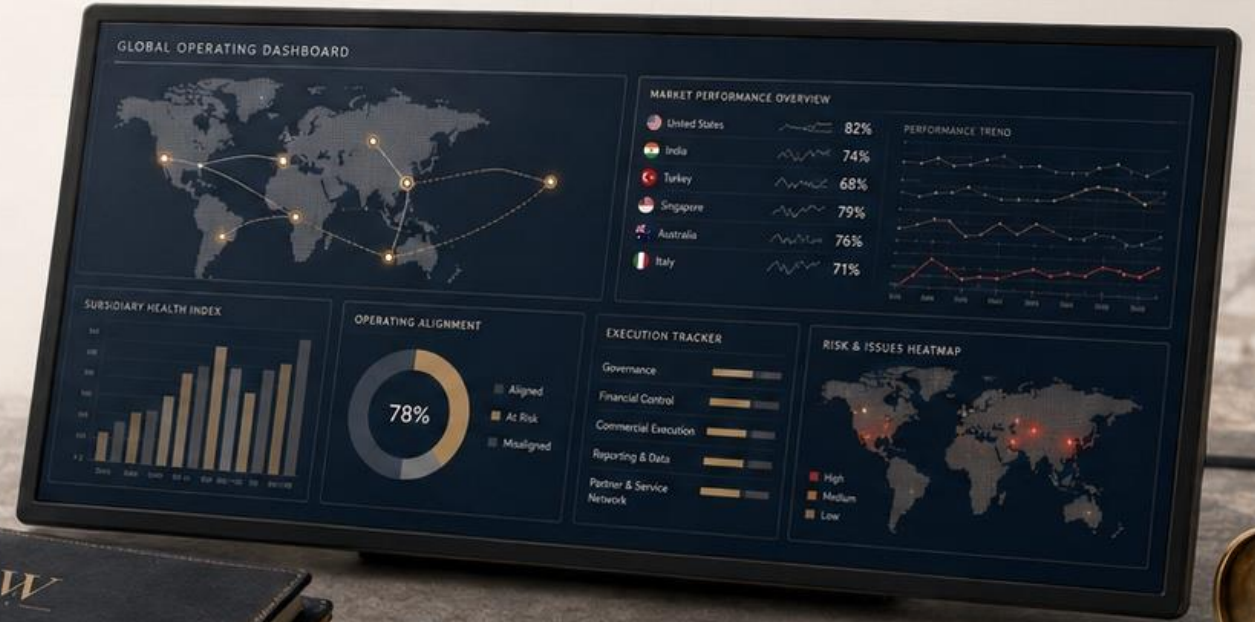 GLOBAL OPERATING DASHBOARD
MARKET PERFORMANCE OVERVIEW
United States 82%
India 74%
Turkey 68%
Singapore 79%
Australia 76%
Italy 71%
PERFORMANCE TREND
SUBSIDIARY HEALTH INDEX
OPERATING ALIGNMENT
78%
Aligned
At Risk
Misaligned
EXECUTION TRACKER
Governance
Financial Control
Commercial Execution
Reporting & Data
Partner & Service
Network
RISK & ISSUES HEATMAP
High
Medium
Low
W